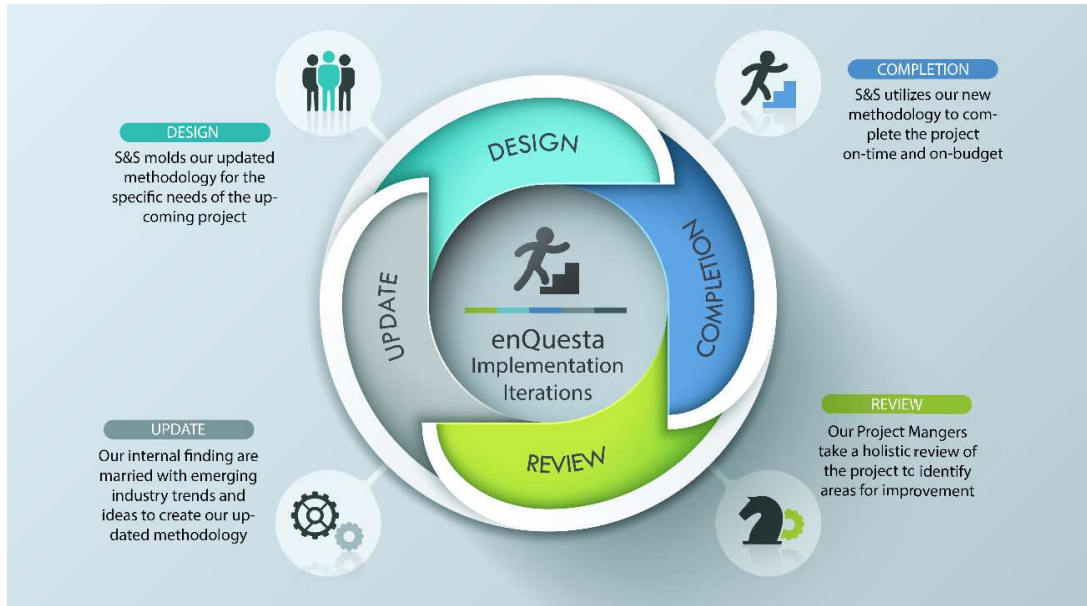 DESIGN
S&S molds our updated
methodology for the
specific needs of the up-
coming project
COMPLETION
S&S utilizes our new
methodology to com-
plete the project
on-time and on-budget
DESIGN
COMPLETION
UPDATE
REVIEW
enQuesta
Implementation
Iterations
UPDATE
Our internal finding are
married with emerging
industry trends and
ideas to create our up-
dated methodology
REVIEW
Our Project Mangers
take a holistic review of
the project to identify
areas for improvement